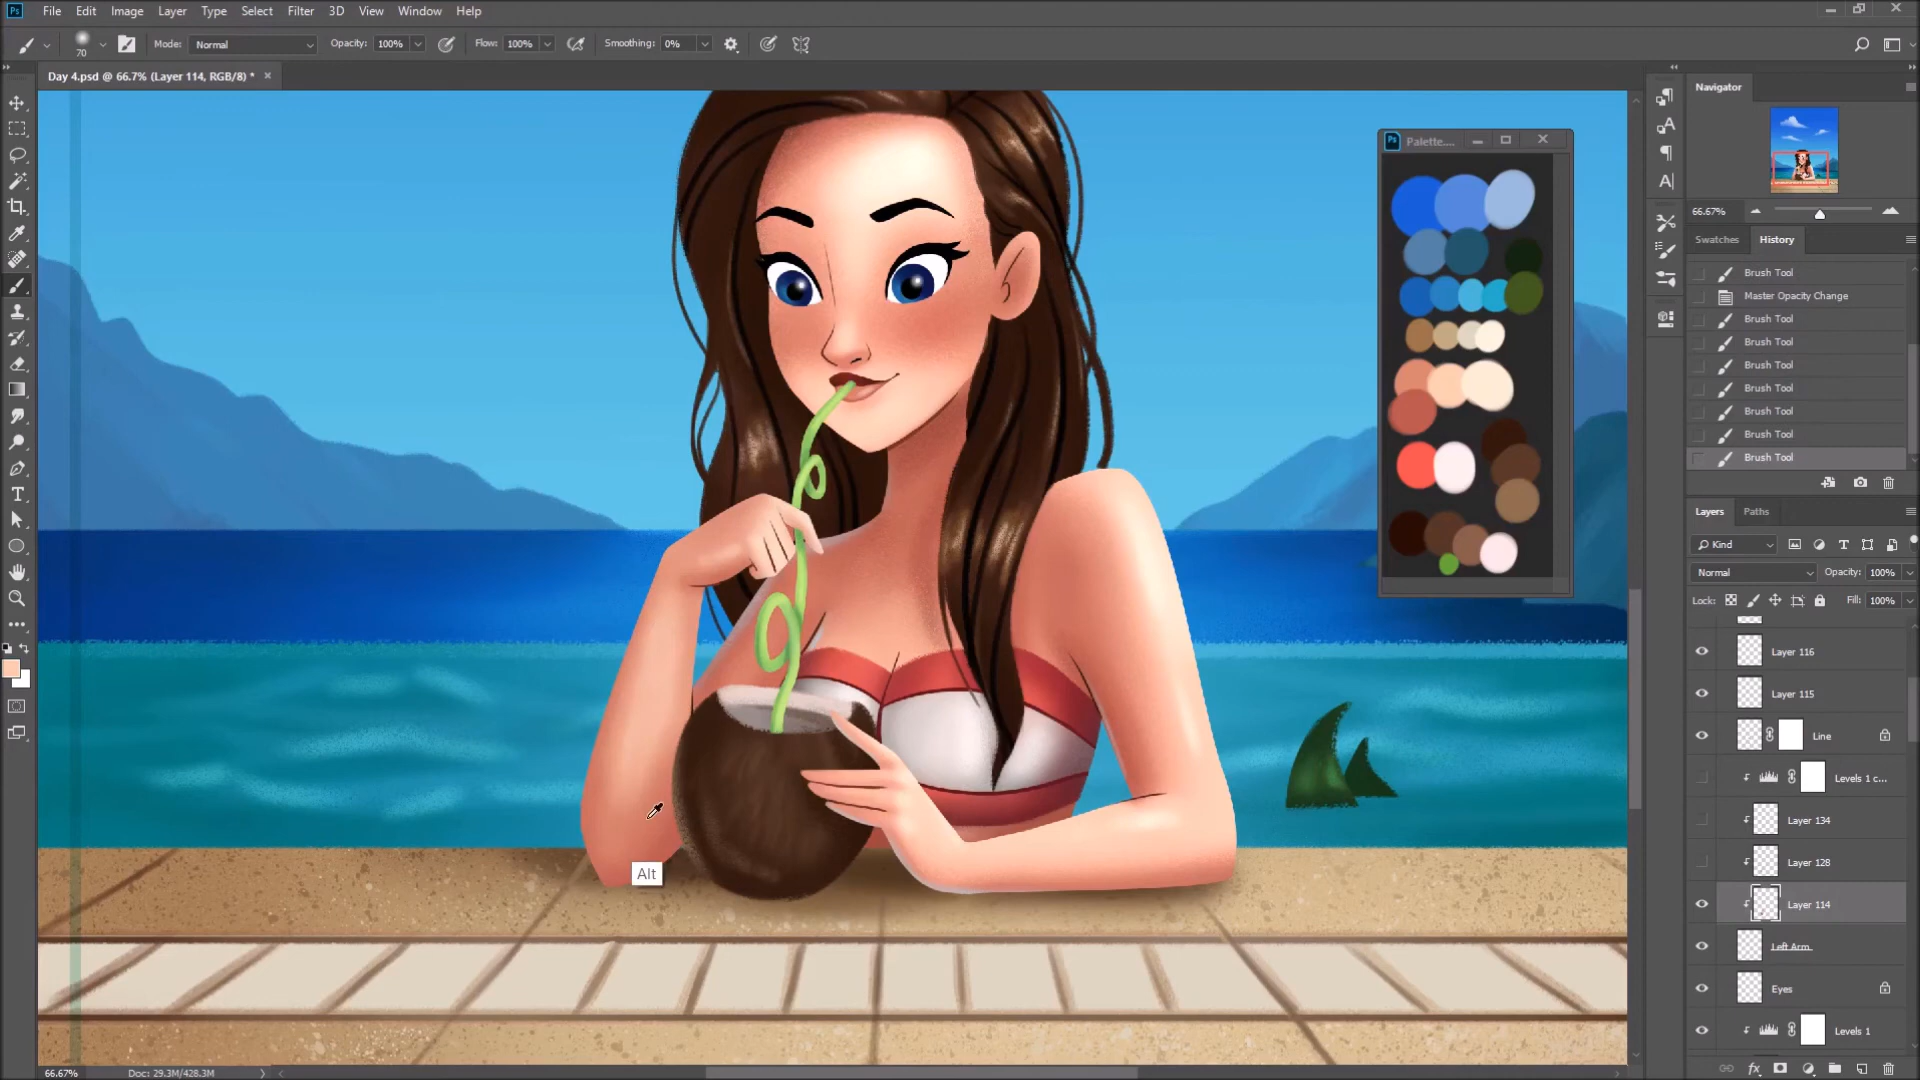 Ps File Edit Image Layer Type Select Filter 3D View Window Help
70 Mode: Normal Opacity: 100% Flow: 100% Smoothing: 0%
Day 4.psd @ 66.7% (Layer 114, RGB/8) * ×
Navigator
Ps Palette....
66.67%
Swatches History
Brush Tool
Master Opacity Change
Brush Tool
Brush Tool
Brush Tool
Brush Tool
Brush Tool
Brush Tool
Brush Tool
Layers Paths
Kind
Normal Opacity: 100%
Lock: Fill: 100%
Layer 116
Layer 115
Line
Levels 1 c...
Layer 134
Layer 128
Layer 114
Left Arm
Eyes
Levels 1
Alt
66.67% Doc: 29.3M/428.3M